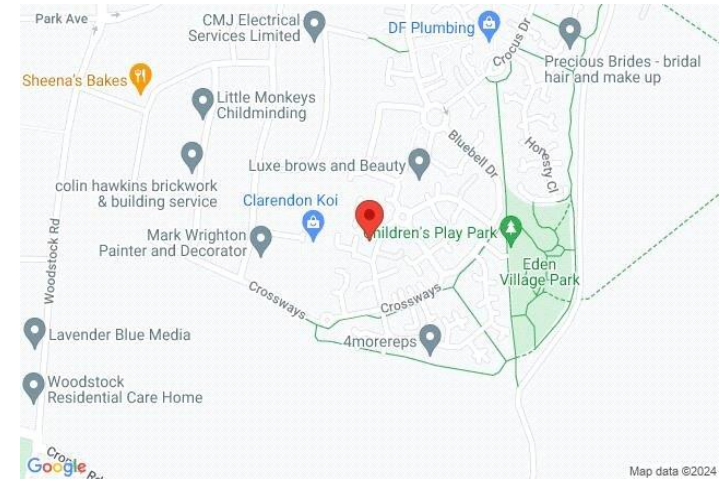 Park Ave
CMJ Electrical
Services Limited
DF Plumbing
Crocus Dr
Precious Brides - bridal
hair and make up
Sheena's Bakes
Little Monkeys
Childminding
Bluebell Dr
Honesty Cl
Luxe brows and Beauty
colin hawkins brickwork
& building service
Clarendon Koi
Mark Wrighton
Painter and Decorator
Children's Play Park
Eden
Village Park
Woodstock Rd
Crossways
Crossways
Lavender Blue Media
4morereps
Woodstock
Residential Care Home
Google
Map data ©2024